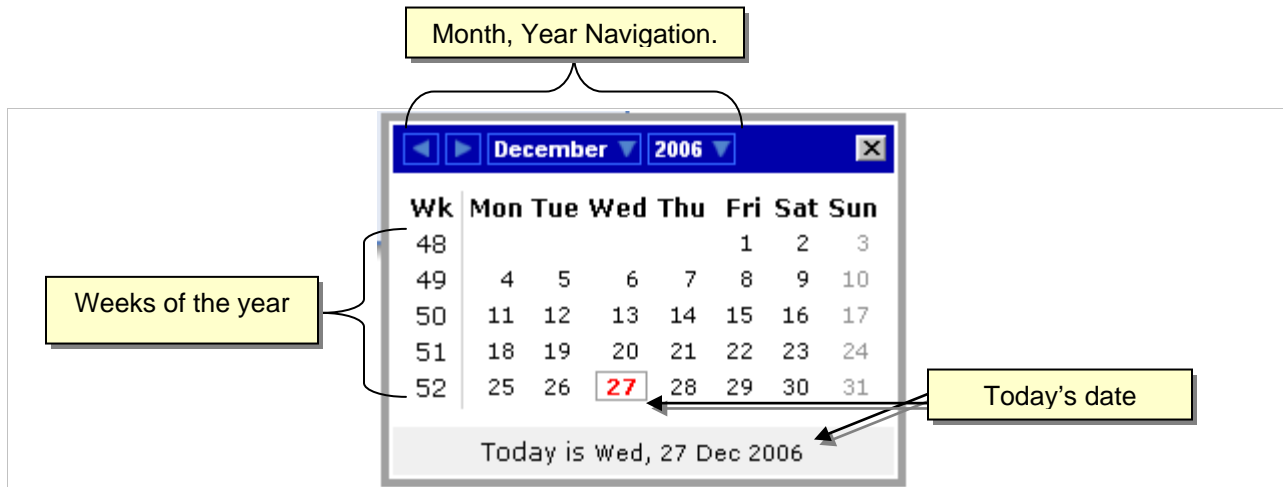 Month, Year Navigation.
December 2006
Wk Mon Tue Wed Thu Fri Sat Sun
48 1 2 3
49 4 5 6 7 8 9 10
50 11 12 13 14 15 16 17
51 18 19 20 21 22 23 24
52 25 26 27 28 29 30 31
Weeks of the year
Today's date
Today is Wed, 27 Dec 2006